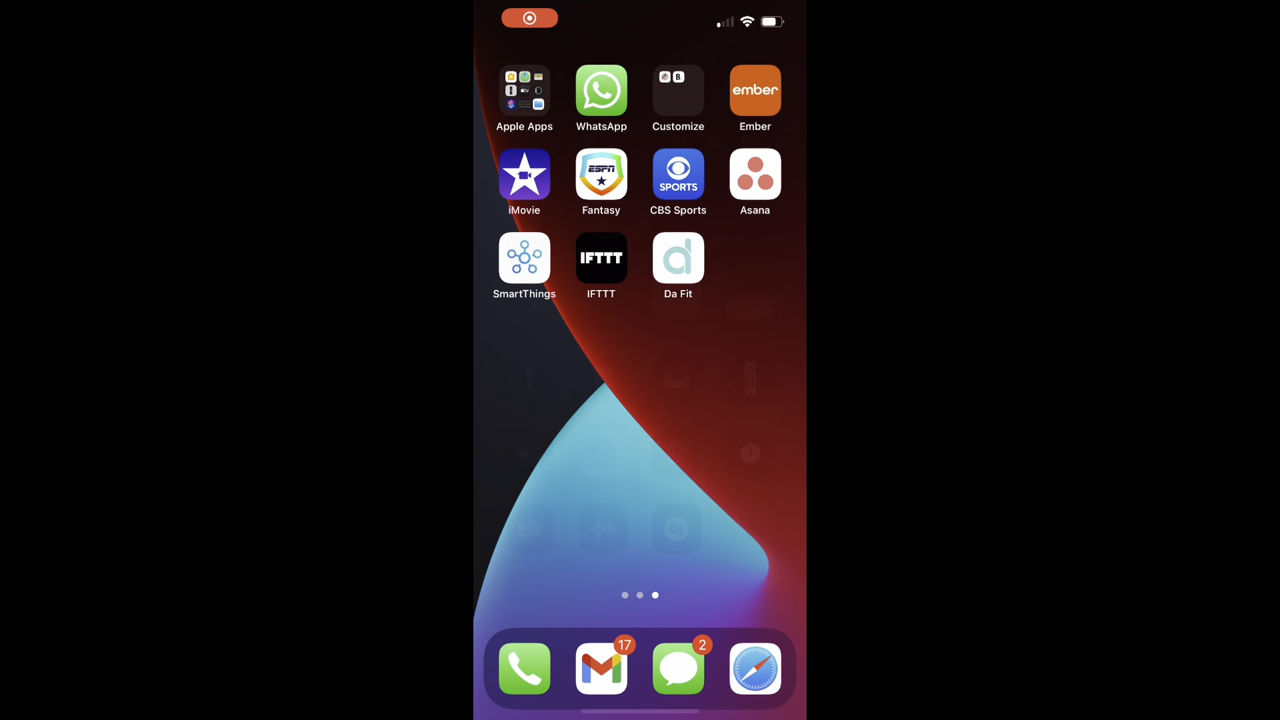 B
ember
Apple Apps
WhatsApp
Customize
Ember
ESPN
SPORTS
iMovie
Fantasy
CBS Sports
Asana
IFTTT
d
SmartThings
IFTTT
Da Fit
17
2